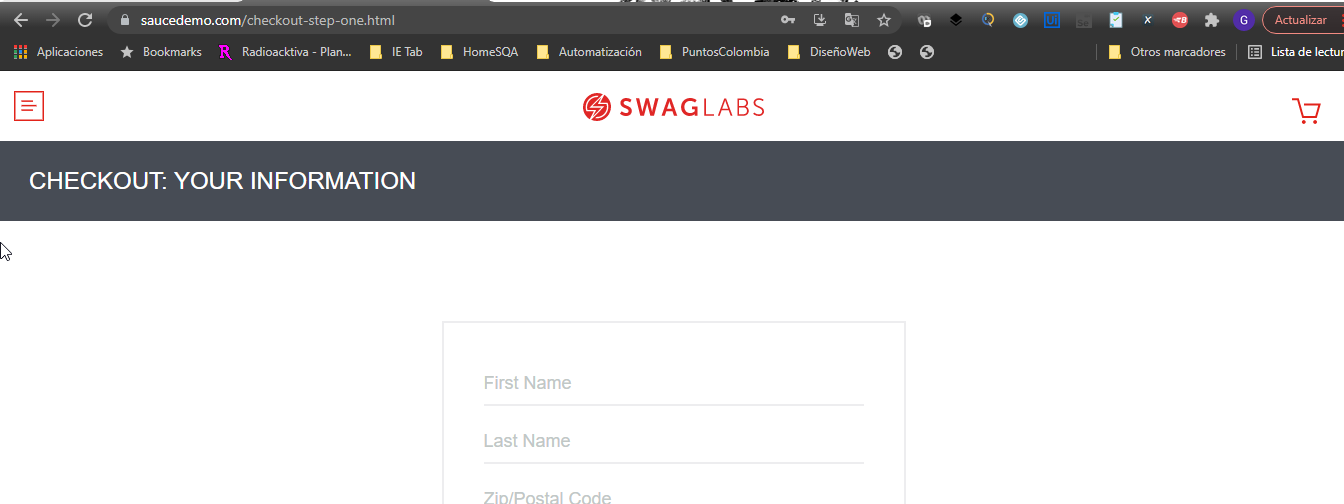 saucedemo.com/checkout-step-one.html
G
Actualizar
Aplicaciones Bookmarks Radioacktiva - Plan... IE Tab HomeSQA Automatización PuntosColombia DiseñoWeb Otros marcadores Lista de lectur
SWAGLABS
CHECKOUT: YOUR INFORMATION
First Name
Last Name
Zip/Postal Code